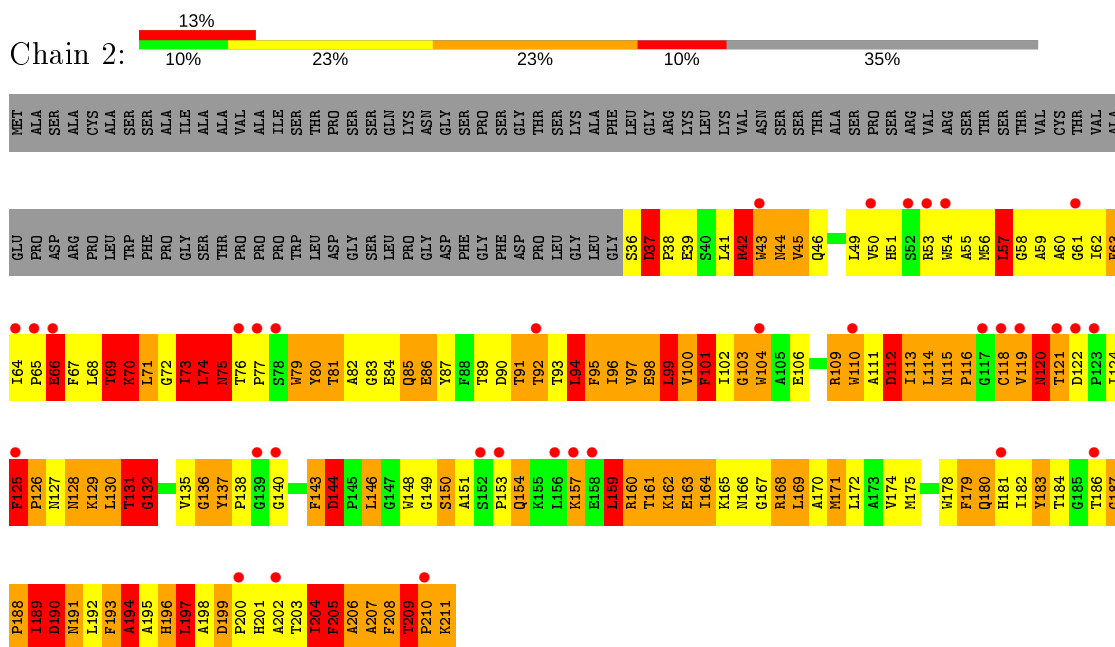 13%
Chain 2:
10% 23% 23% 10% 35%
MET ALA SER ALA CYS ALA SER SER ALA ILE ALA ALA VAL ALA ILE SER THR PRO SER SER GLN LYS ASN GLY SER PRO SER GLY THR SER LYS ALA PHE LEU GLY ARG LYS LEU LYS VAL ASN SER SER THR ALA SER PRO SER ARG VAL ARG SER THR SER THR VAL CYS THR VAL ALA
GLU PRO ASP ARG PRO LEU TRP PHE PRO GLY SER THR PRO PRO PRO TRP LEU ASP GLY SER LEU PRO GLY ASP PHE GLY PHE ASP PRO LEU GLY LEU GLY S36 D37 P38 E39 S40 L41 R42 W43 N44 V45 Q46 L49 V50 H51 S52 R53 W54 A55 M56 L57 G58 A59 A60 G61 I62 F63
I64 P65 E66 F67 L68 T69 K70 L71 G72 I73 L74 N75 T76 P77 S78 W79 Y80 T81 A82 G83 E84 Q85 E86 Y87 F88 T89 D90 T91 T92 T93 L94 F95 I96 V97 E98 L99 V100 F101 I102 G103 W104 A105 E106 R109 W110 A111 D112 I113 L114 N115 P116 G117 C118 V119 N120 T121 D122 P123 I124
F125 P126 N127 N128 K129 L130 T131 G132 V135 G136 Y137 P138 G139 G140 F143 D144 P145 L146 G147 W148 G149 S150 A151 S152 P153 Q154 K155 L156 K157 E158 L159 R160 T161 K162 E163 I164 K165 N166 G167 R168 L169 A170 M171 L172 A173 V174 M175 W178 F179 Q180 H181 I182 Y183 T184 G185 T186 G187
P188 I189 D190 N191 L192 F193 A194 A195 H196 L197 A198 D199 P200 H201 A202 T203 I204 F205 A206 A207 F208 T209 P210 K211